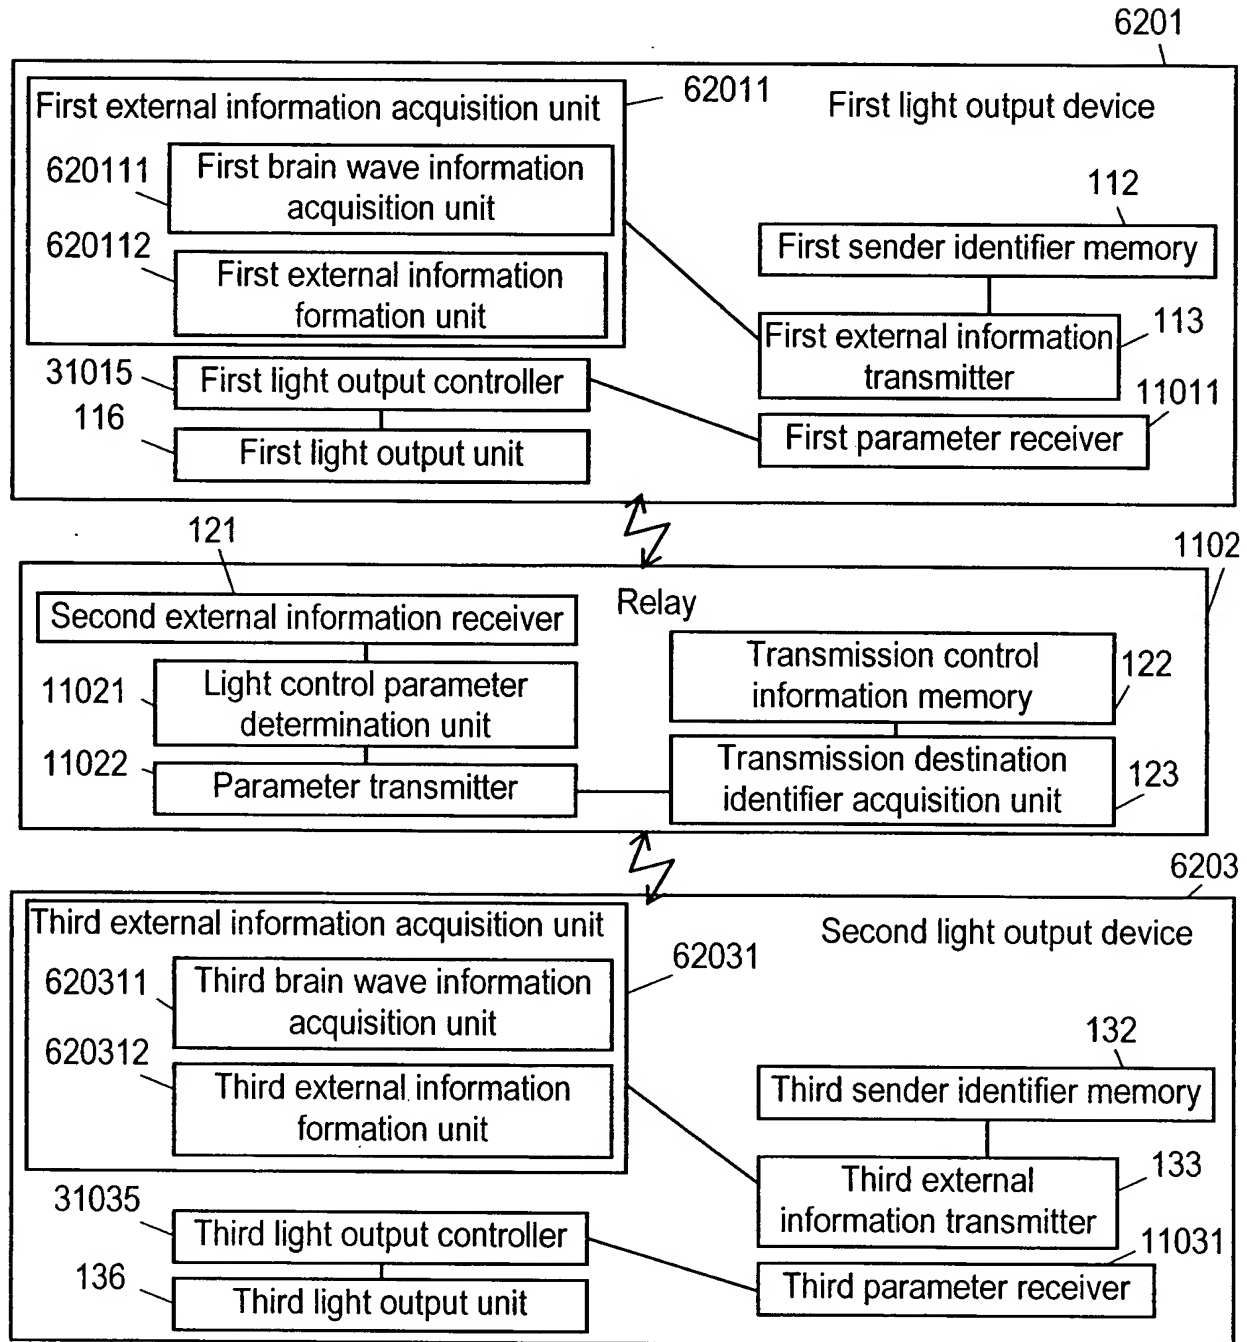 6201
First external information acquisition unit
62011
First light output device
620111
First brain wave information
acquisition unit
112
620112
First sender identifier memory
First external information
formation unit
113
First external information
transmitter
31015
First light output controller
11011
116
First parameter receiver
First light output unit
121
1102
Second external information receiver
Relay
Transmission control
information memory
122
11021
Light control parameter
determination unit
11022
Parameter transmitter
Transmission destination
identifier acquisition unit
123
6203
Third external information acquisition unit
Second light output device
62031
620311
Third brain wave information
acquisition unit
132
620312
Third sender identifier memory
Third external information
formation unit
133
Third external
information transmitter
31035
Third light output controller
11031
136
Third parameter receiver
Third light output unit